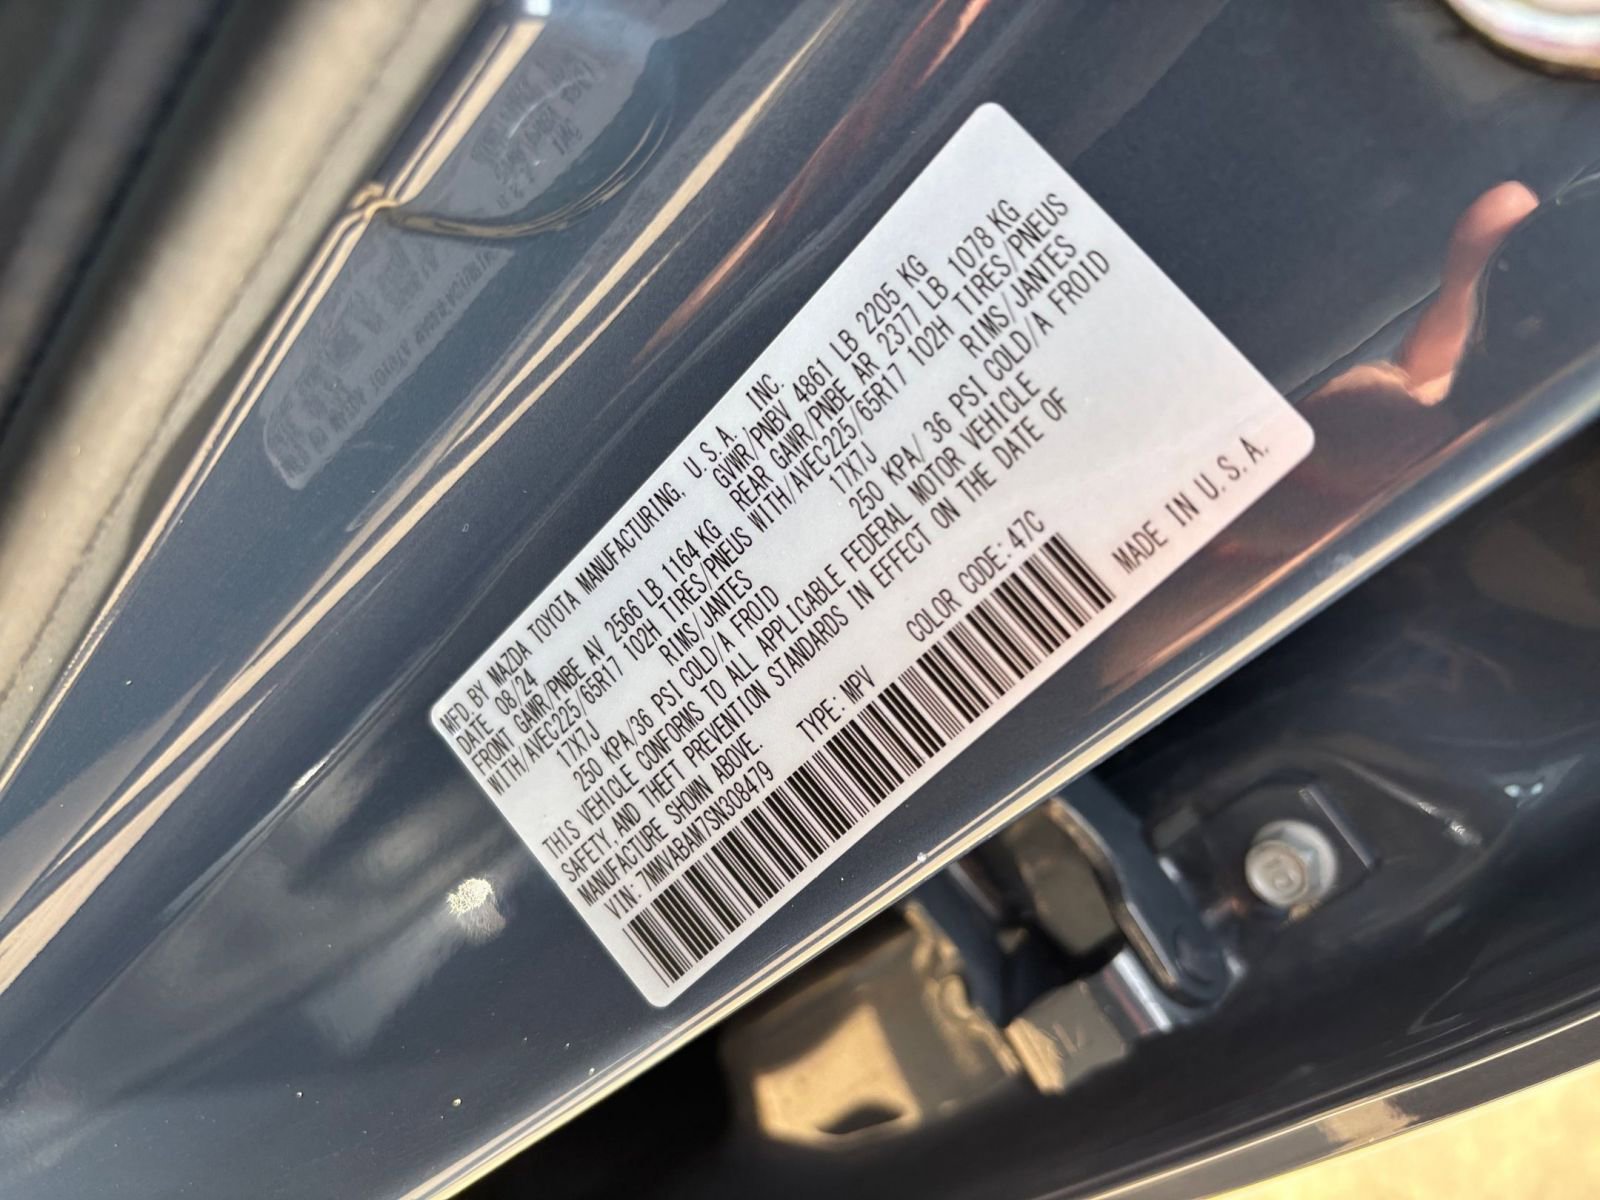 MFD. BY MAZDA TOYOTA MANUFACTURING, U.S.A. INC.
DATE 08/24 GVWR/PNBV 4861 LB 2205 KG
FRONT GAWR/PNBE AV 2566 LB 1164 KG REAR GAWR/PNBE AR 2377 LB 1078 KG
WITH/AVEC225/65R17 102H TIRES/PNEUS WITH/AVEC225/65R17 102H TIRES/PNEUS
17X7J RIMS/JANTES 17X7J RIMS/JANTES
250 KPA/36 PSI COLD/A FROID 250 KPA/ 36 PSI COLD/A FROID
THIS VEHICLE CONFORMS TO ALL APPLICABLE FEDERAL MOTOR VEHICLE
SAFETY, AND THEFT PREVENTION STANDARDS IN EFFECT ON THE DATE OF
MANUFACTURE SHOWN ABOVE.
VIN: 7MMVABAM7SN308479 TYPE: MPV COLOR CODE: 47C
MADE IN U.S.A.